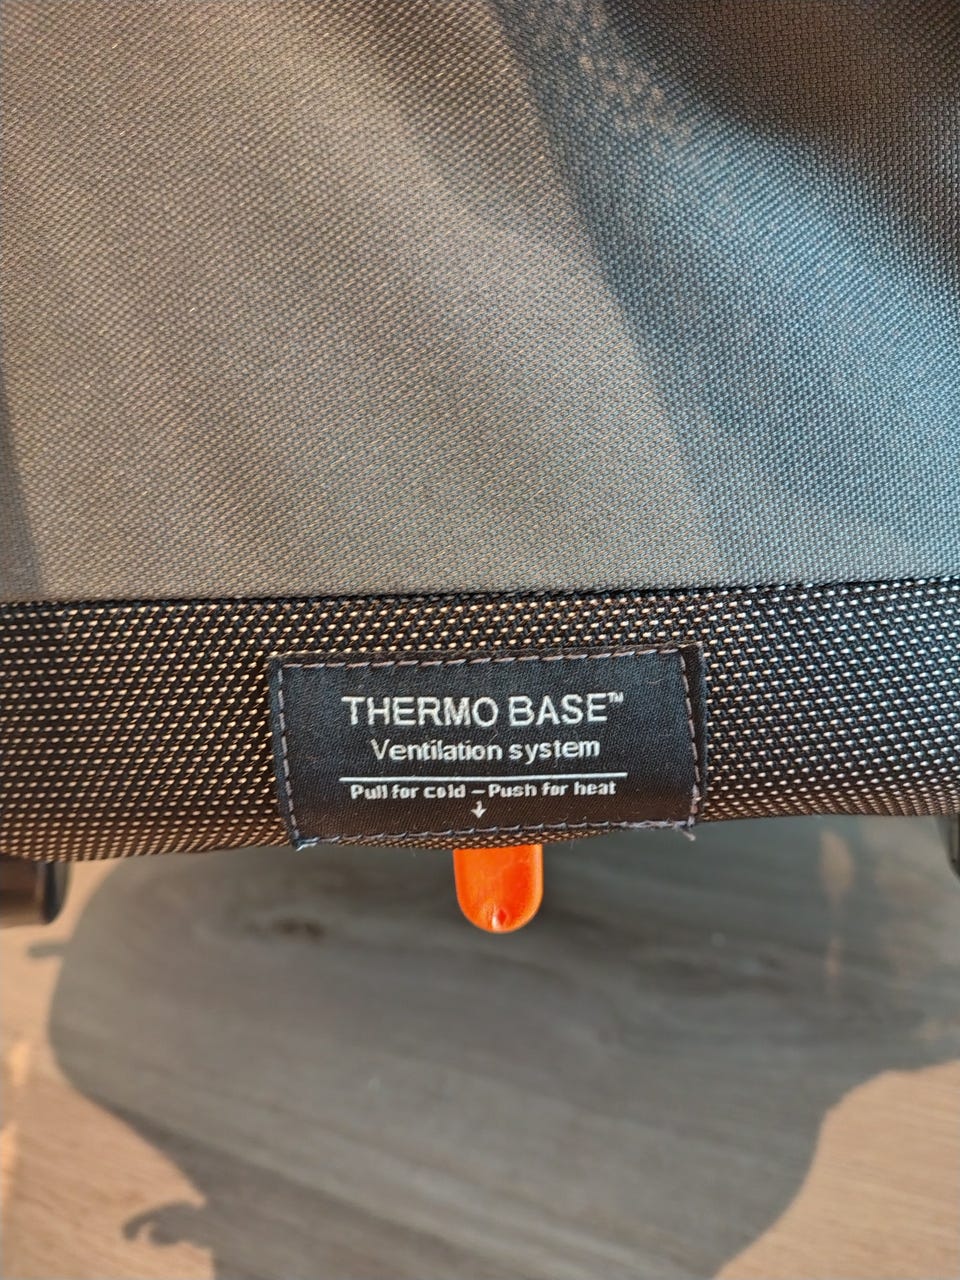 THERMO BASE™
Ventilation system
Pull for cold – Push for heat